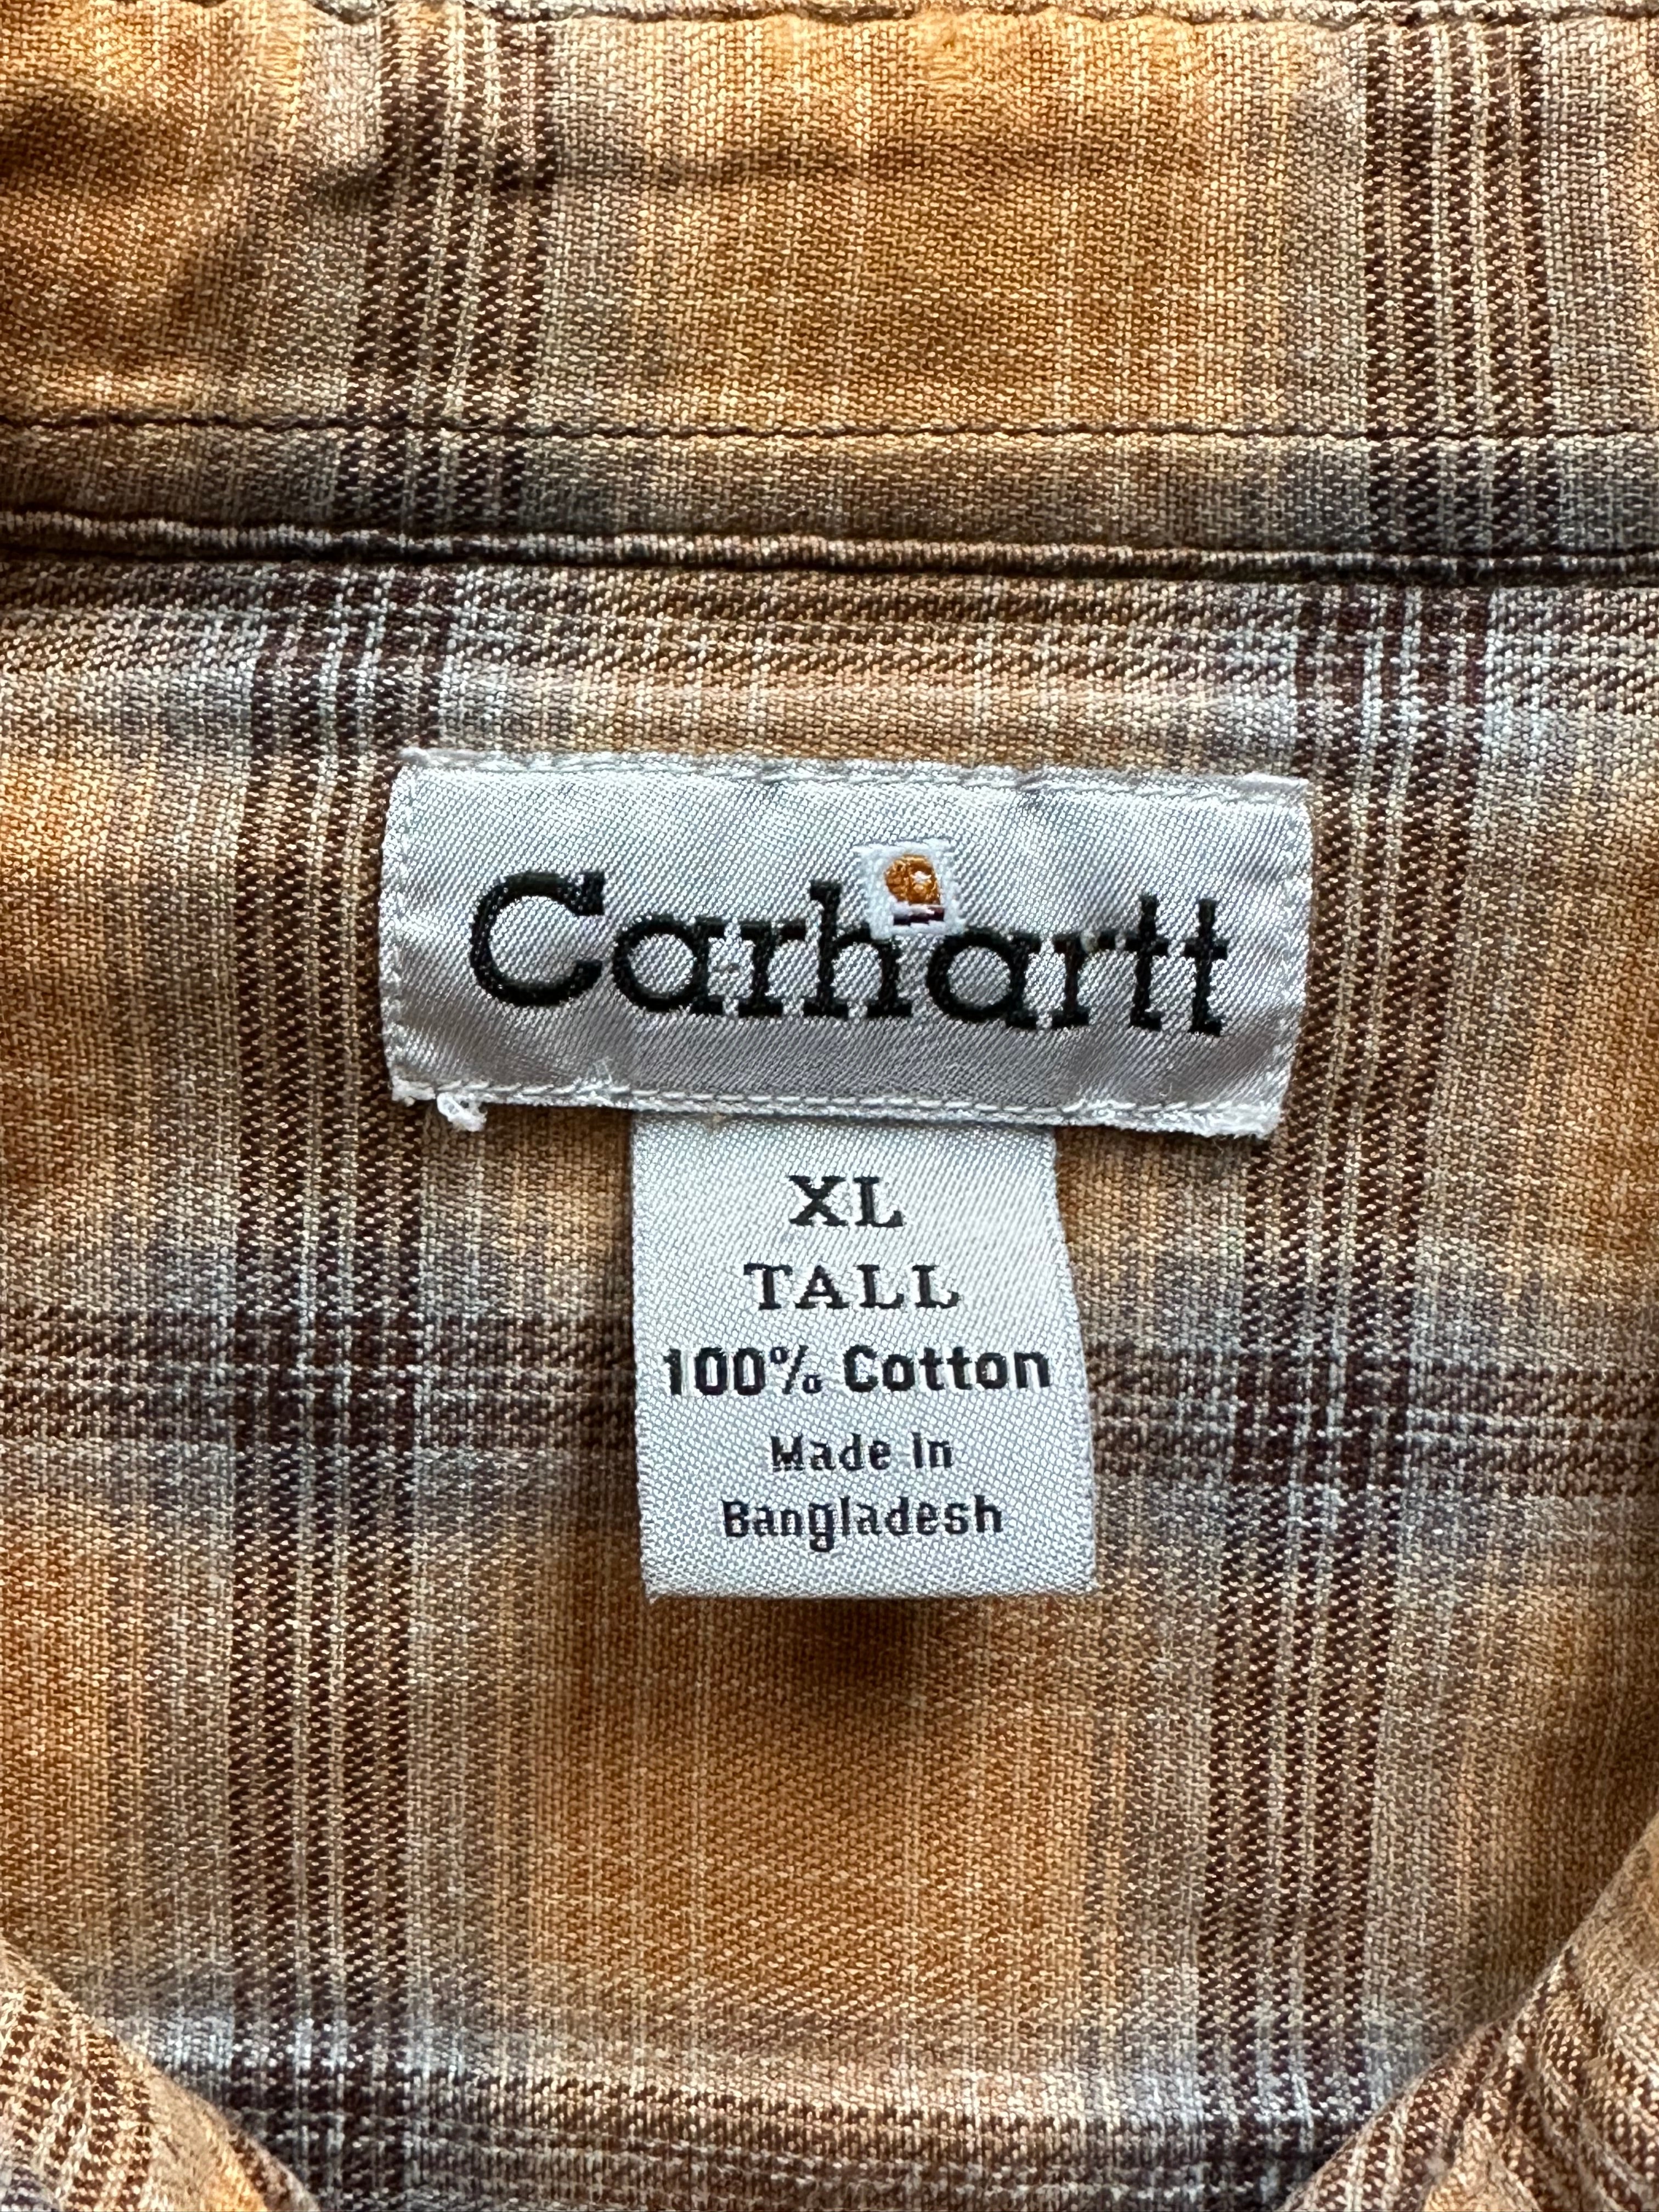 Carhartt
XL
TALL
100% Cotton
Made in
Bangladesh